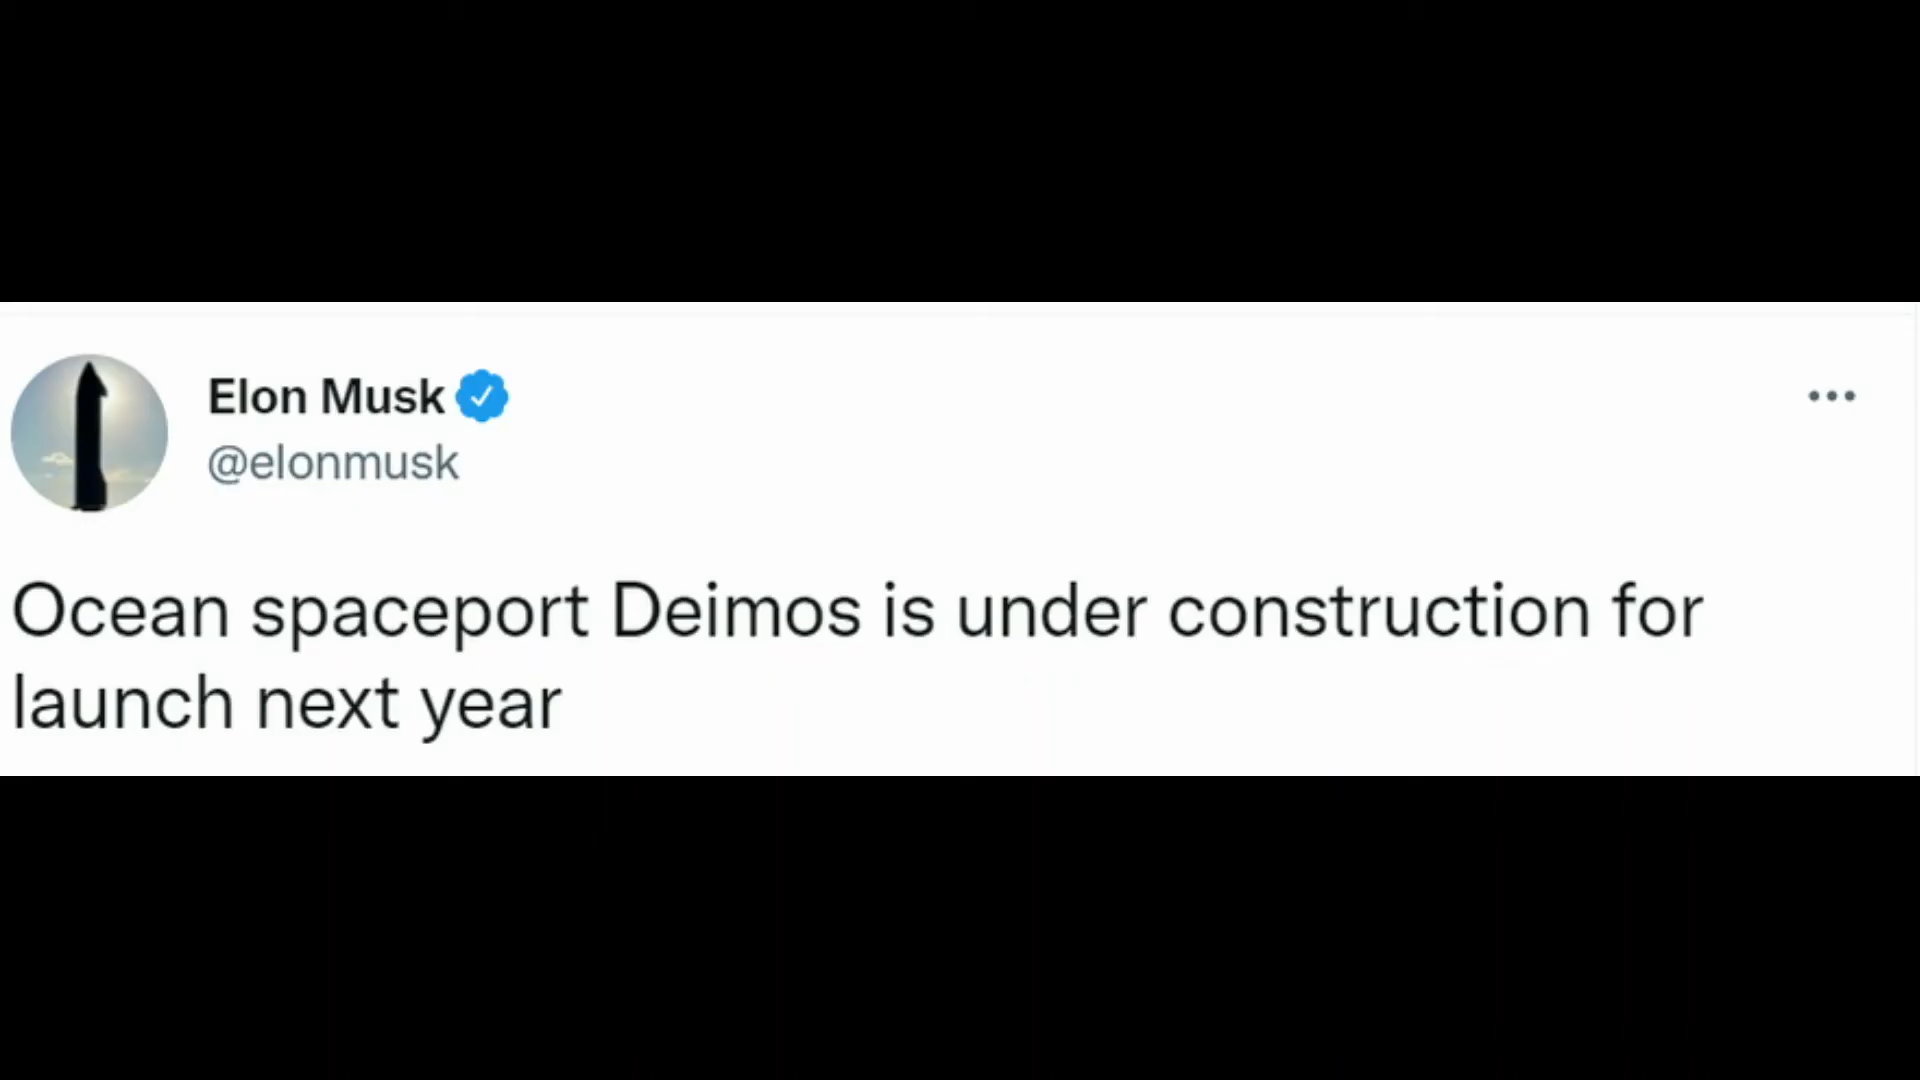 Elon Musk
@elonmusk
Ocean spaceport Deimos is under construction for
launch next year